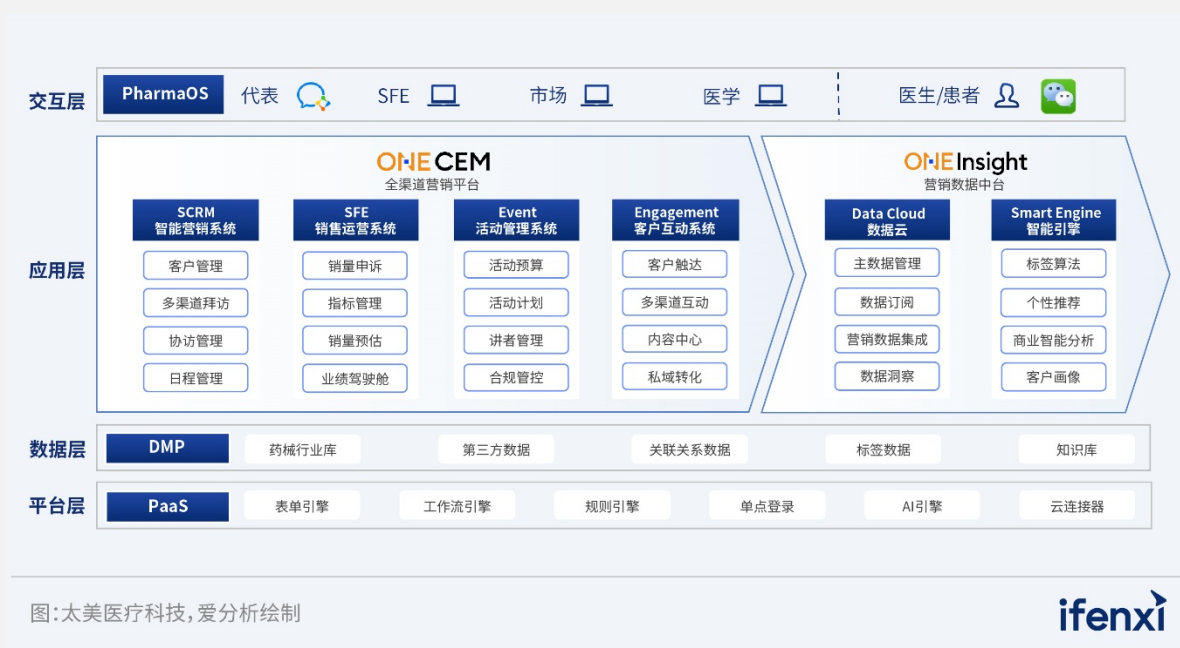 交互层 PharmaOS 代表 SFE 市场 医学 医生/患者
ONE CEM
全渠道营销平台
ONE Insight
营销数据中台
应用层
SCRM
智能营销系统
客户管理
多渠道拜访
协访管理
日程管理
SFE
销售运营系统
销量申诉
指标管理
销量预估
业绩驾驶舱
Event
活动管理系统
活动预算
活动计划
讲者管理
合规管控
Engagement
客户互动系统
客户触达
多渠道互动
内容中心
私域转化
Data Cloud
数据云
主数据管理
数据订阅
营销数据集成
数据洞察
Smart Engine
智能引擎
标签算法
个性推荐
商业智能分析
客户画像
数据层 DMP 药械行业库 第三方数据 关联关系数据 标签数据 知识库
平台层 PaaS 表单引擎 工作流引擎 规则引擎 单点登录 AI引擎 云连接器
图:太美医疗科技,爱分析绘制
ifenxi